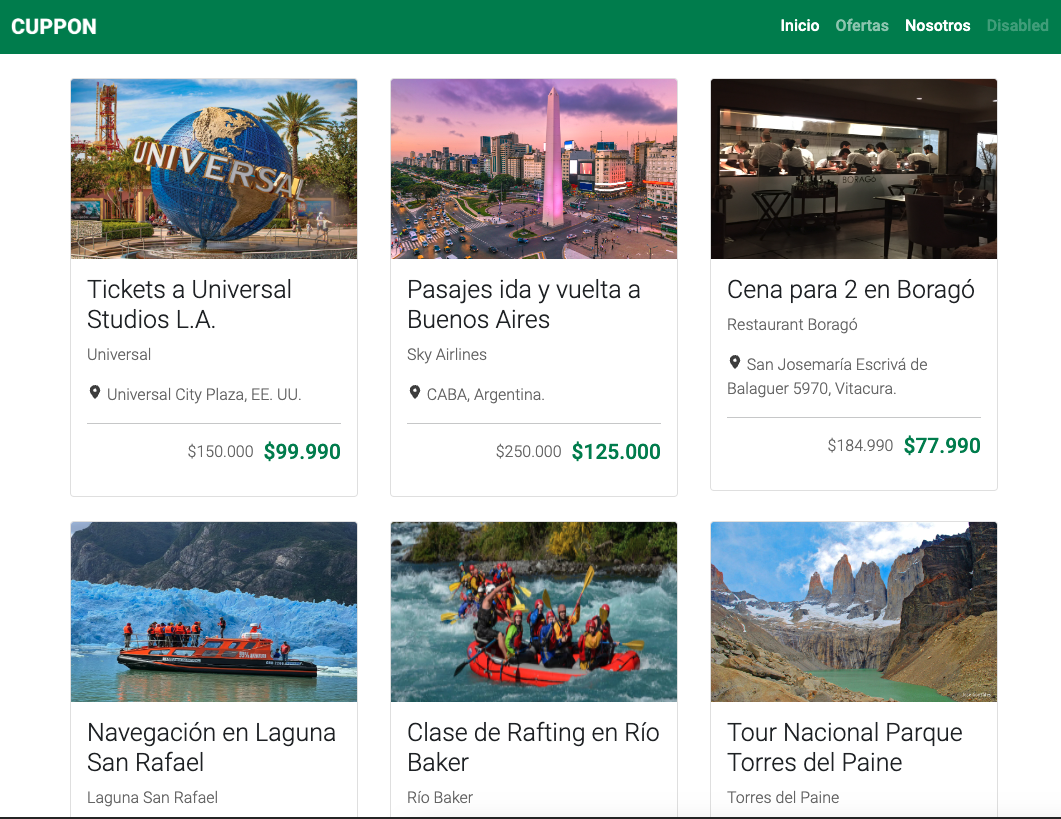 CUPPON
Inicio Ofertas Nosotros Disabled
UNIVERSAL
BORAGÓ
Tickets a Universal
Studios L.A.
Universal
Universal City Plaza, EE. UU.
$150.000 $99.990
Pasajes ida y vuelta a
Buenos Aires
Sky Airlines
CABA, Argentina.
$250.000 $125.000
Cena para 2 en Boragó
Restaurant Boragó
San Josemaría Escrivá de
Balaguer 5970, Vitacura.
$184.990 $77.990
Navegación en Laguna
San Rafael
Laguna San Rafael
Clase de Rafting en Río
Baker
Río Baker
Tour Nacional Parque
Torres del Paine
Torres del Paine